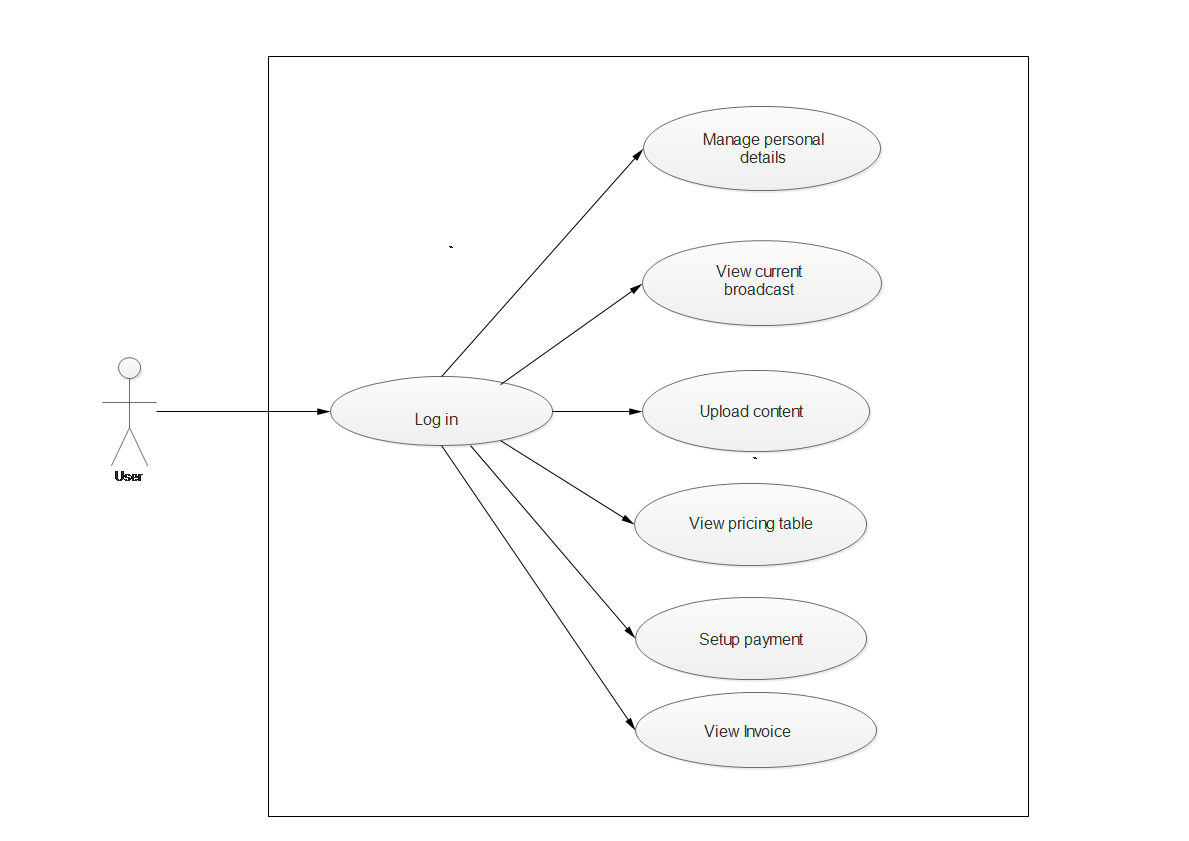 Manage personal
details
View current
broadcast
User
Log in
Upload content
View pricing table
Setup payment
View Invoice